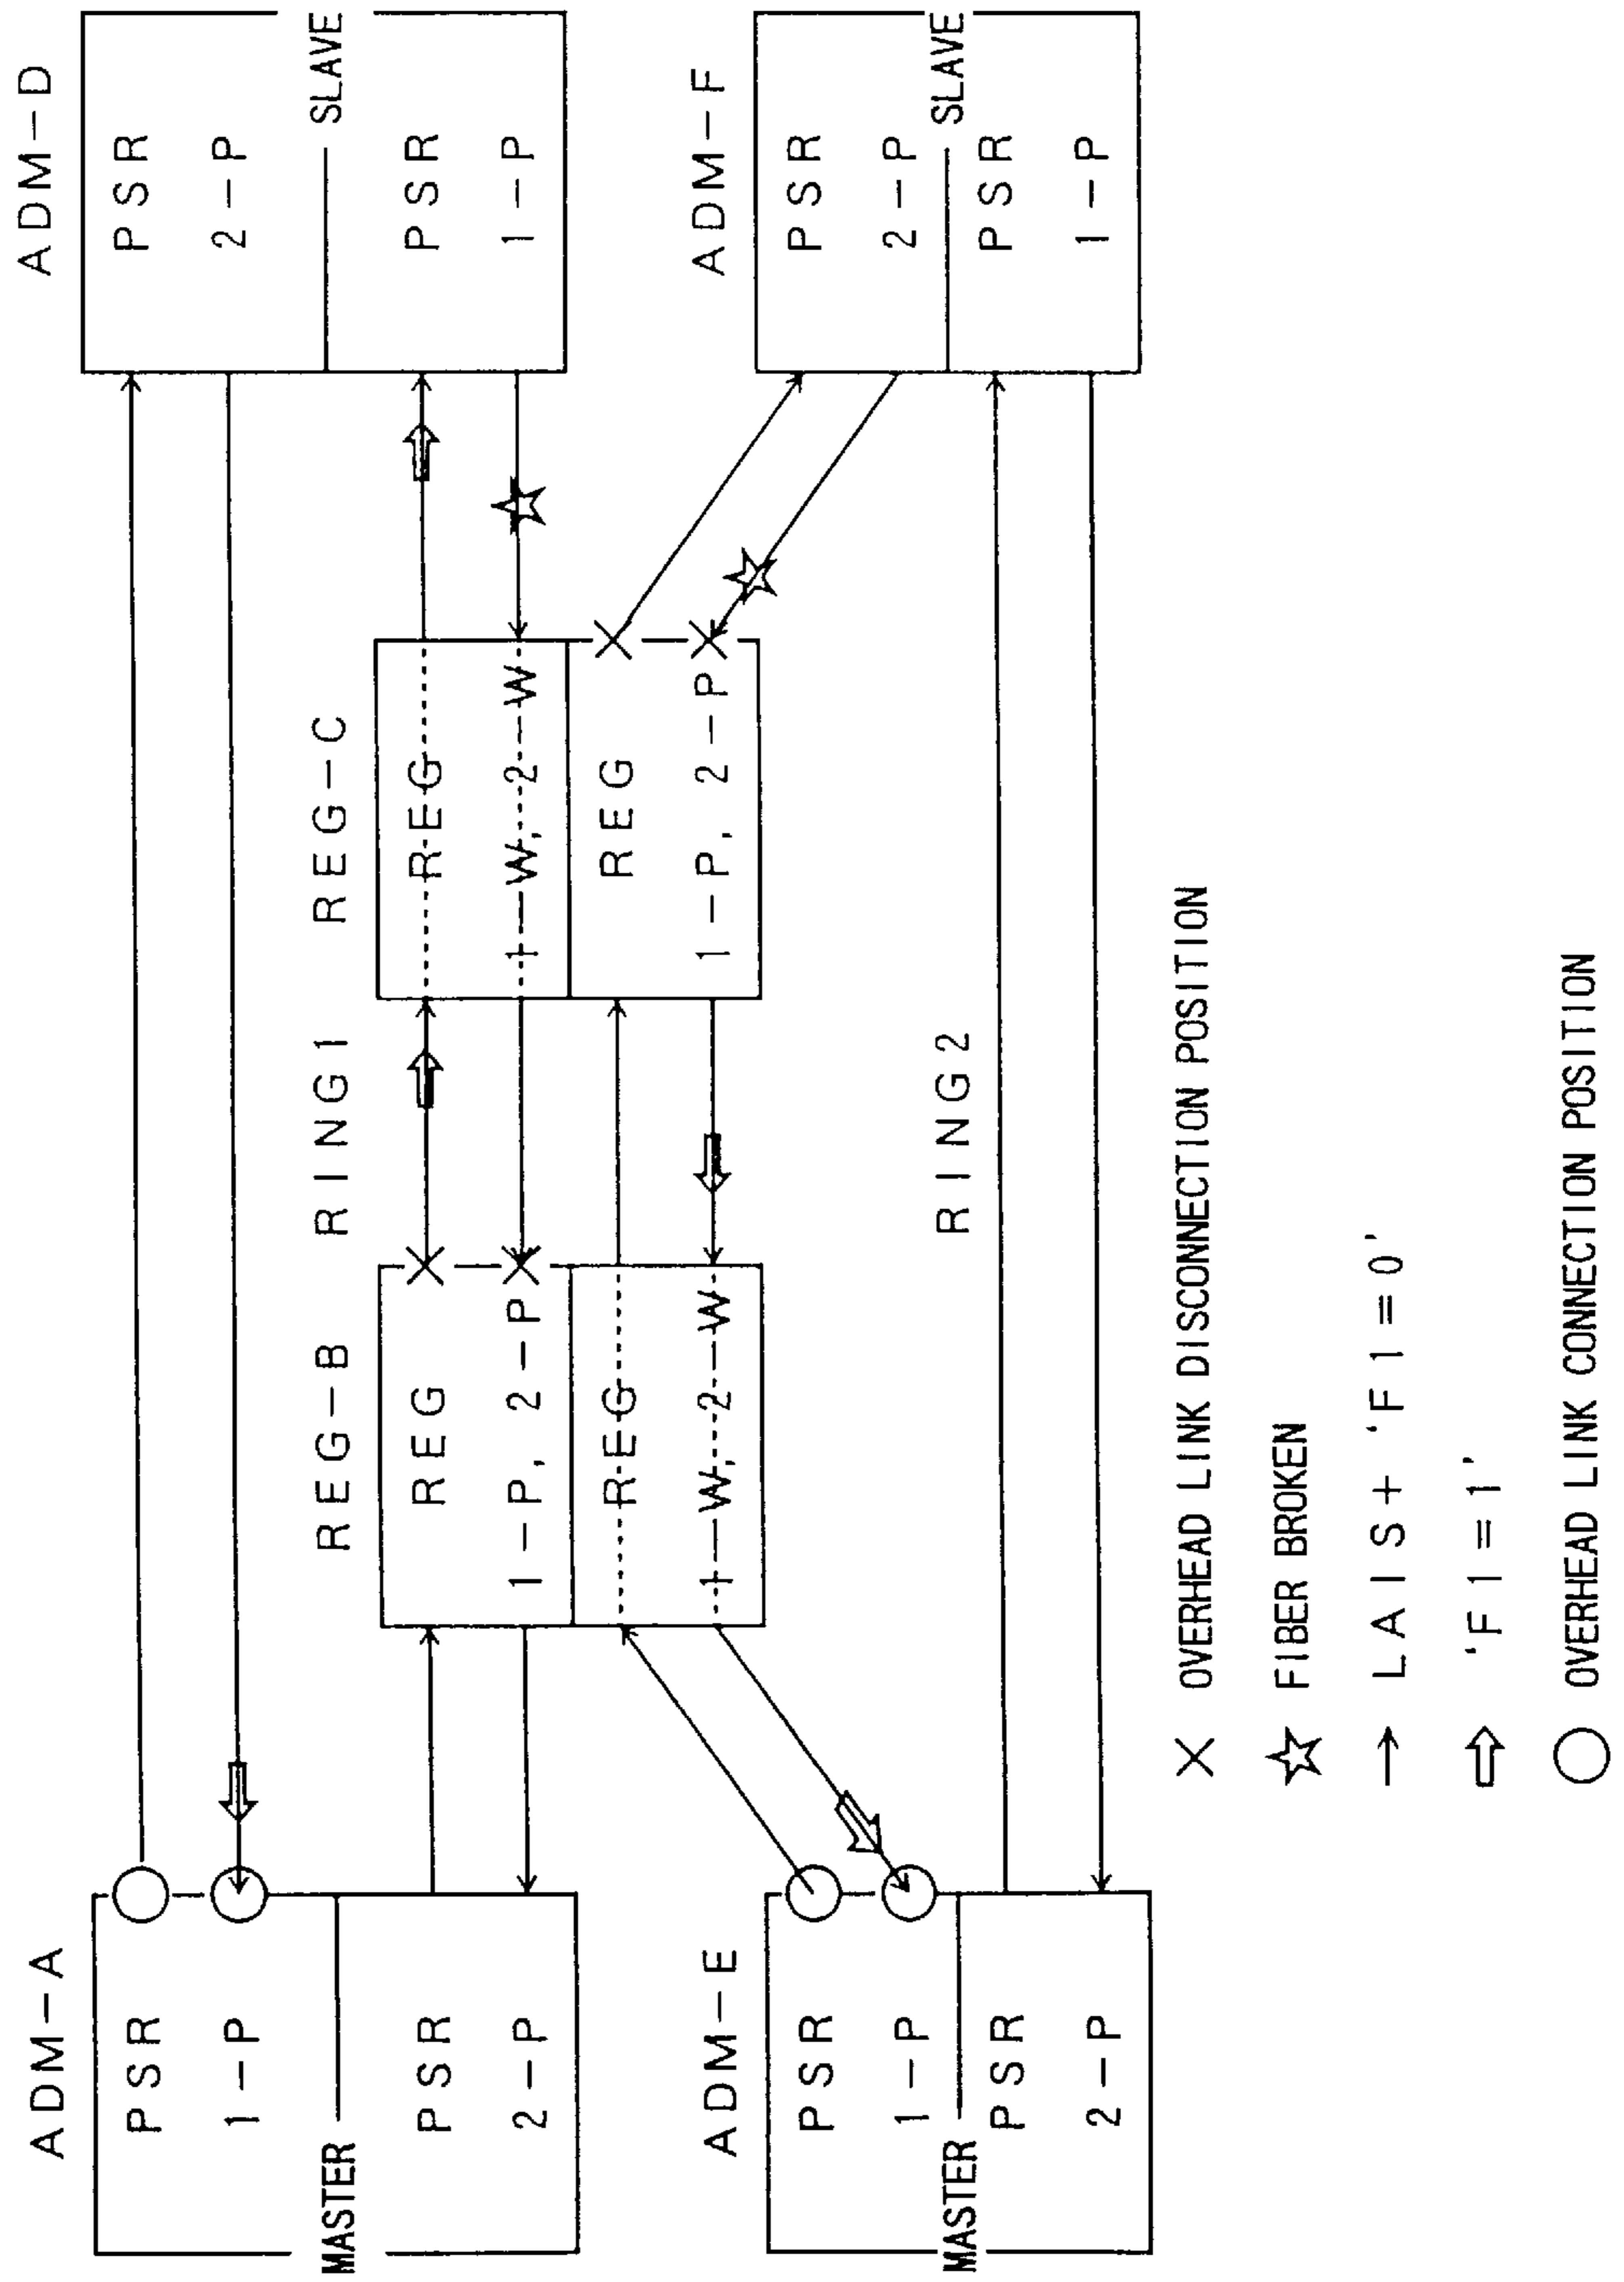 ADM-A
PSR
1-P
MASTER
PSR
2-P
REG-B
REG
1-P, 2-P
REG
1-W, 2-W
RING1
REG-C
REG
1-W, 2-W
REG
1-P, 2-P
ADM-D
PSR
2-P
SLAVE
PSR
1-P
ADM-E
PSR
1-P
MASTER
PSR
2-P
RING2
ADM-F
PSR
2-P
SLAVE
PSR
1-P
OVERHEAD LINK DISCONNECTION POSITION
FIBER BROKEN
LAIS+ 'F1=0'
'F1=1'
OVERHEAD LINK CONNECTION POSITION